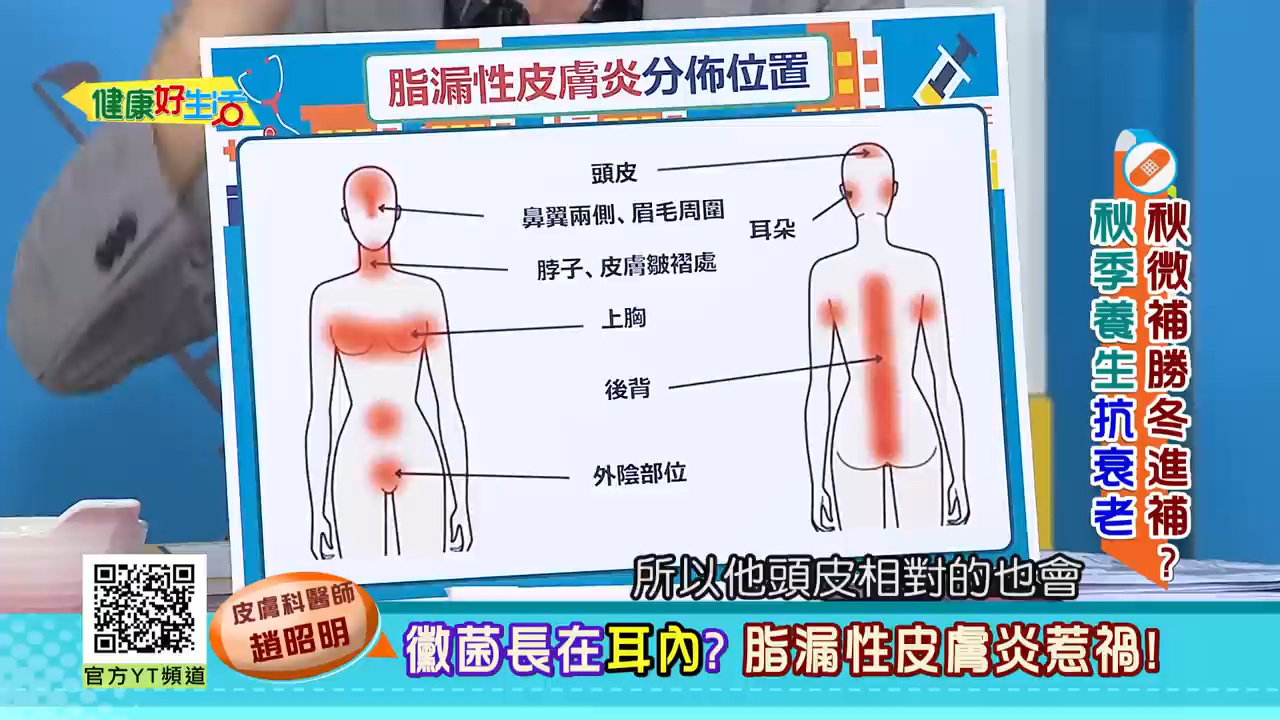 脂漏性皮膚炎分佈位置
健康好生活
頭皮
鼻翼兩側、眉毛周圍
耳朵
脖子、皮膚皺褶處
上胸
後背
外陰部位
秋微補勝冬進補?
秋季養生抗衰老
所以他頭皮相對的也會
皮膚科醫師
趙昭明
黴菌長在耳內? 脂漏性皮膚炎惹禍!
官方YT頻道